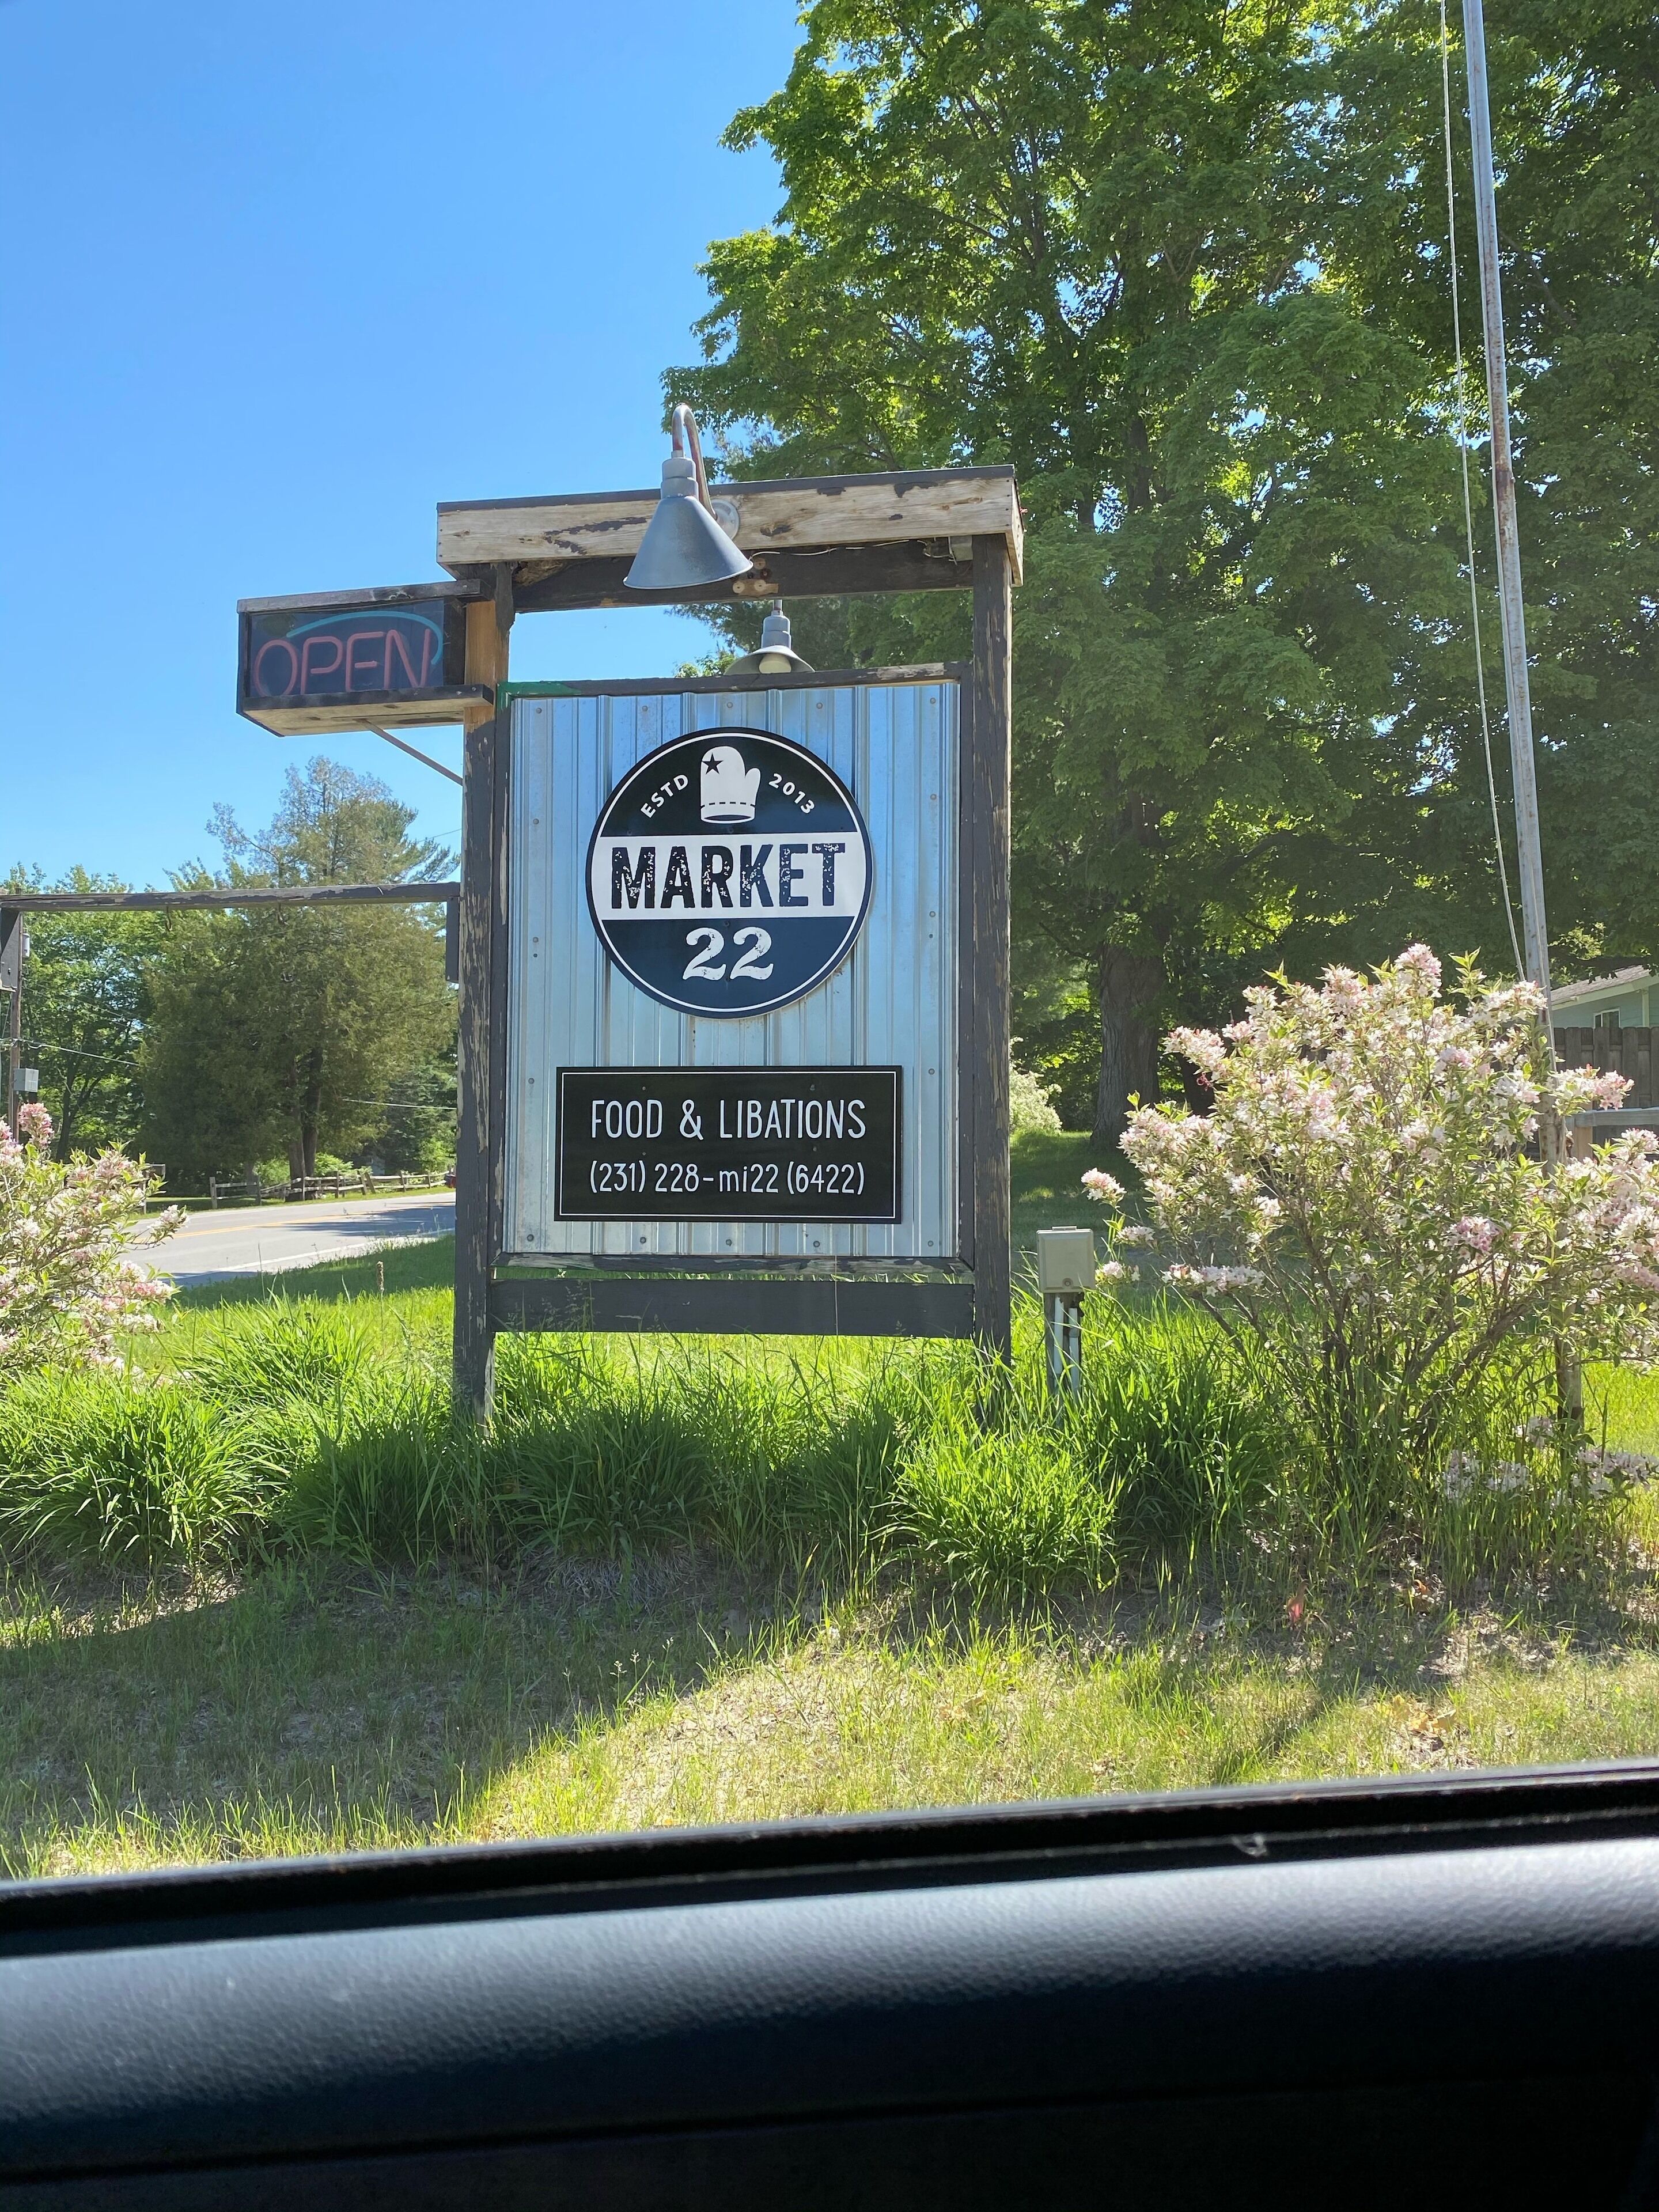 OPEN
ESTD 2013
MARKET
22
FOOD & LIBATIONS
(231) 228-mi22 (6422)